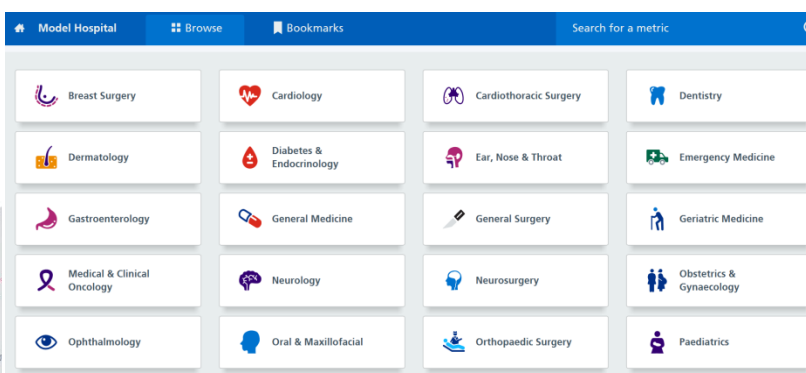 Model Hospital
Browse
Bookmarks
Search for a metric
Breast Surgery
Cardiology
Cardiothoracic Surgery
Dentistry
Dermatology
Diabetes &
Endocrinology
Ear, Nose & Throat
Emergency Medicine
Gastroenterology
General Medicine
General Surgery
Geriatric Medicine
Medical & Clinical
Oncology
Neurology
Neurosurgery
Obstetrics &
Gynaecology
Ophthalmology
Oral & Maxillofacial
Orthopaedic Surgery
Paediatrics